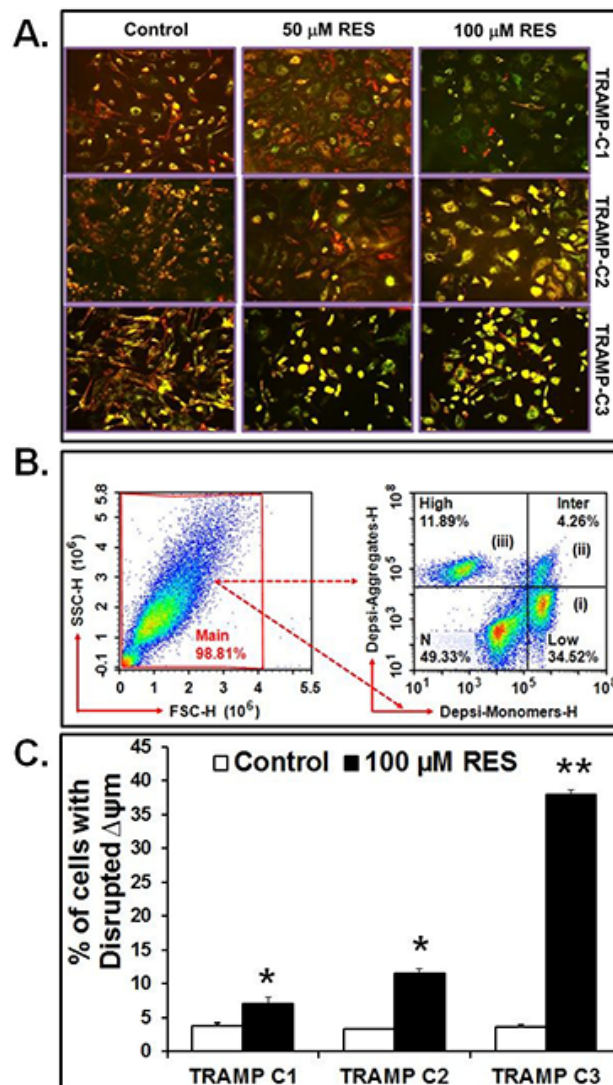 A.
Control 50 µM RES 100 µM RES
TRAMP-C1
TRAMP-C2
TRAMP-C3
B.
SSC-H (10⁶)
5.8
5
4
3
2
1
-0.1
Main
98.81%
0 1 2 3 4 5.5
FSC-H (10⁶)
Depsi-Aggregates-H
10⁸
10⁵
10³
10¹
High
11.89%
(iii)
Inter
4.26%
(ii)
(i)
N
49.33%
Low
34.52%
10¹ 10³ 10⁵ 10⁸
Depsi-Monomers-H
C.
Control 100 µM RES
% of cells with
Disrupted ΔΨm
45
40
35
30
25
20
15
10
5
0
*
*
**
TRAMP C1 TRAMP C2 TRAMP C3